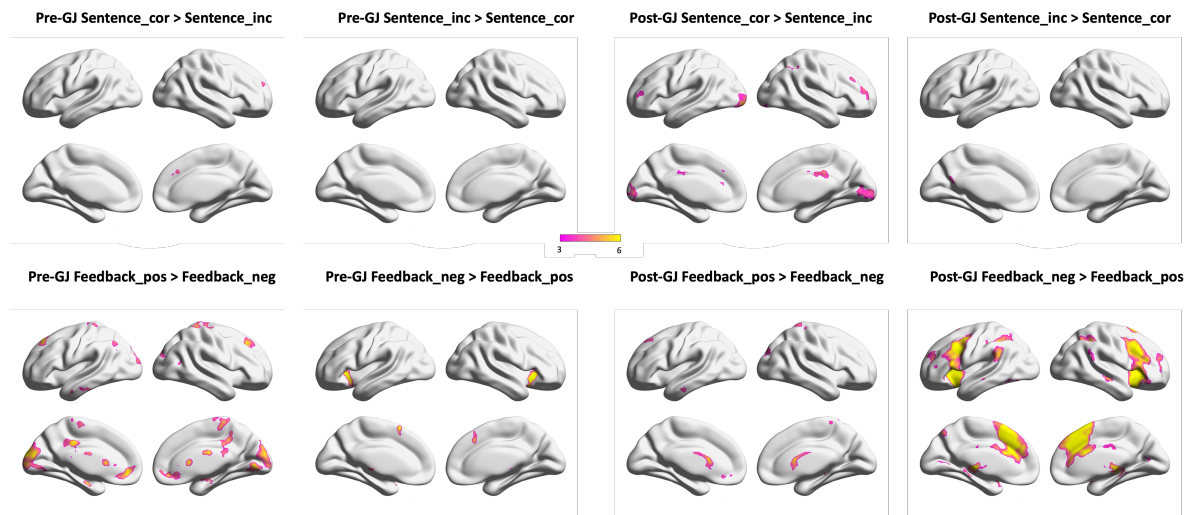 Pre-GJ Sentence_cor > Sentence_inc
Pre-GJ Sentence_inc > Sentence_cor
Post-GJ Sentence_cor > Sentence_inc
Post-GJ Sentence_inc > Sentence_cor
3 6
Pre-GJ Feedback_pos > Feedback_neg
Pre-GJ Feedback_neg > Feedback_pos
Post-GJ Feedback_pos > Feedback_neg
Post-GJ Feedback_neg > Feedback_pos